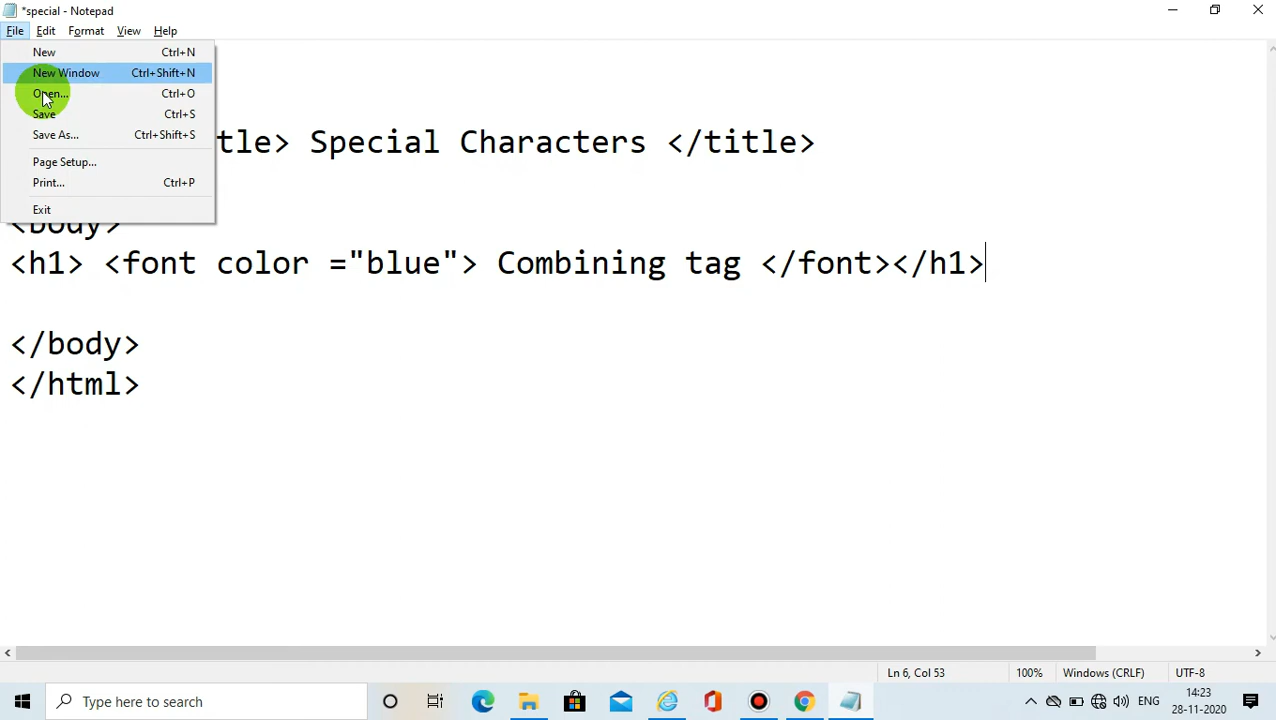 *special - Notepad
File Edit Format View Help
New Ctrl+N
New Window Ctrl+Shift+N
Open... Ctrl+O
Save Ctrl+S
Save As... Ctrl+Shift+S
Page Setup...
Print... Ctrl+P
Exit
tle> Special Characters </title>
<body>
<h1> <font color ="blue"> Combining tag </font></h1>
</body>
</html>
Ln 6, Col 53 100% Windows (CRLF) UTF-8
Type here to search
ENG
14:23
28-11-2020